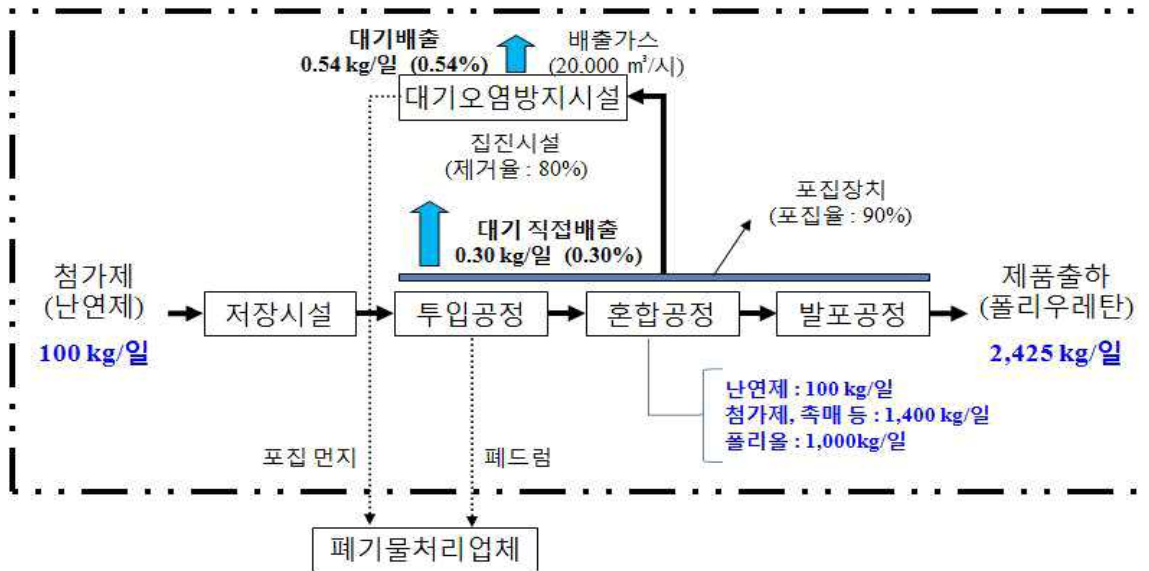 대기배출
0.54 kg/일 (0.54%)
배출가스
(20.000 ㎥/시)
대기오염방지시설
집진시설
(제거율 : 80%)
포집장치
(포집율 : 90%)
대기 직접배출
0.30 kg/일 (0.30%)
첨가제
(난연제)
100 kg/일
저장시설
투입공정
혼합공정
발포공정
제품출하
(폴리우레탄)
2,425 kg/일
난연제 : 100 kg/일
첨가제, 촉매 등 : 1,400 kg/일
폴리올 : 1,000kg/일
포집 먼지
폐드럼
폐기물처리업체